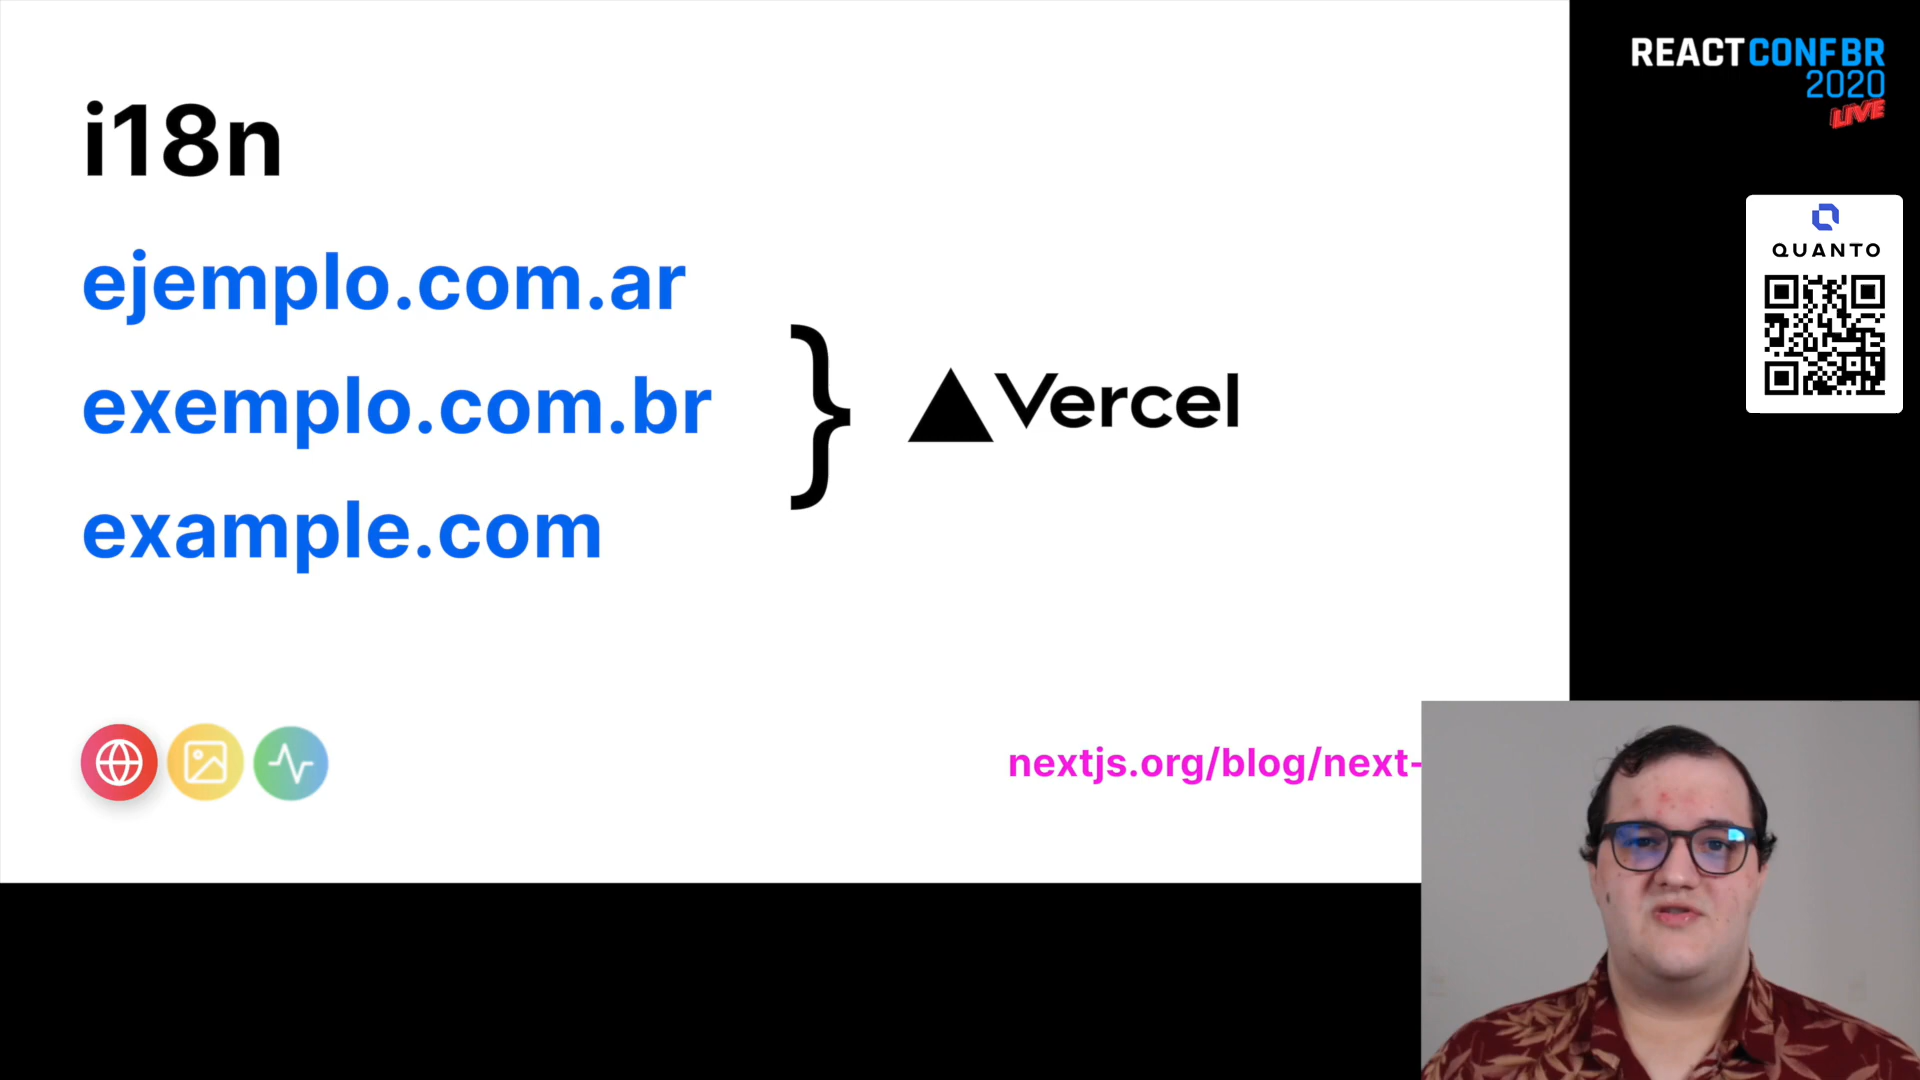 i18n
ejemplo.com.ar
exemplo.com.br
example.com
}
Vercel
nextjs.org/blog/next-
REACTCONFBR
2020
LIVE
QUANTO